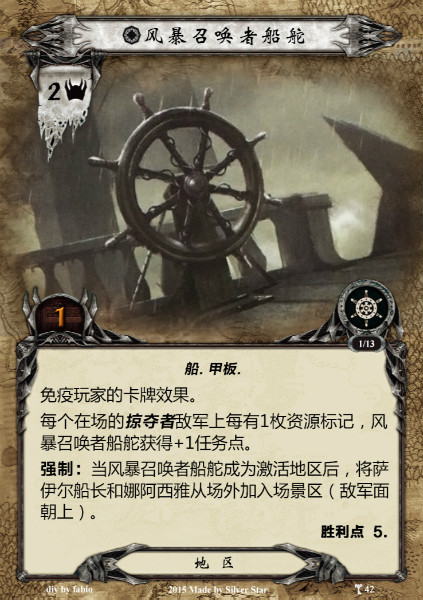 风暴召唤者船舵
2
1
1/13
船. 甲板.
免疫玩家的卡牌效果。
每个在场的掠夺者敌军上每有1枚资源标记，风
暴召唤者船舵获得+1任务点。
强制：当风暴召唤者船舵成为激活地区后，将萨
伊尔船长和娜阿西雅从场外加入场景区（敌军面
朝上）。
胜利点 5.
地区
diy by fabio
2015 Made by Silver Star
42